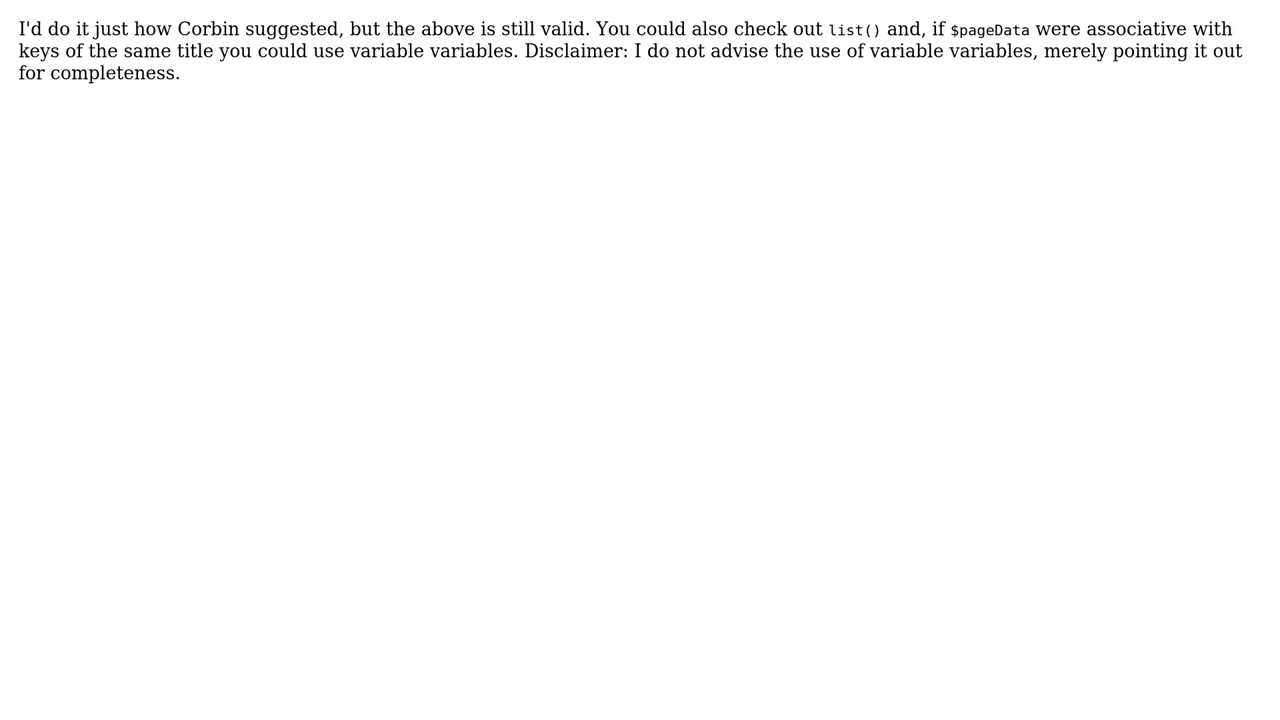 I'd do it just how Corbin suggested, but the above is still valid. You could also check out list() and, if $pageData were associative with
keys of the same title you could use variable variables. Disclaimer: I do not advise the use of variable variables, merely pointing it out
for completeness.